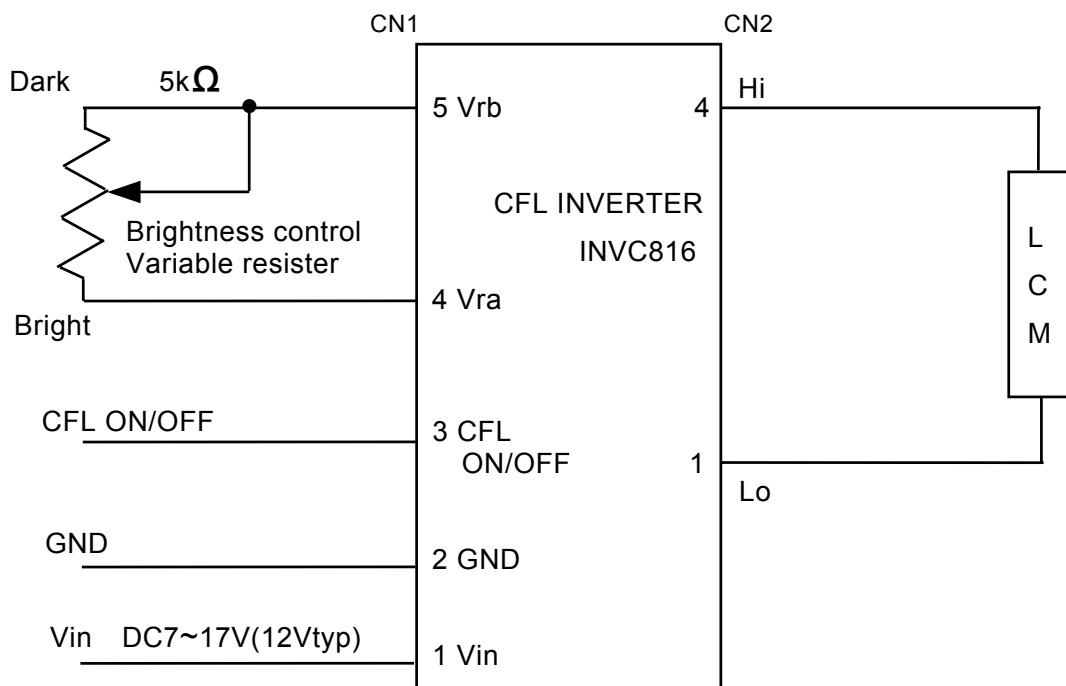 CN1
CN2
Dark
5kΩ
Hi
5 Vrb
4
CFL INVERTER
INVC816
Brightness control
Variable resister
L
C
M
4 Vra
Bright
CFL ON/OFF
3 CFL
ON/OFF
1
Lo
GND
2 GND
Vin DC7~17V(12Vtyp)
1 Vin